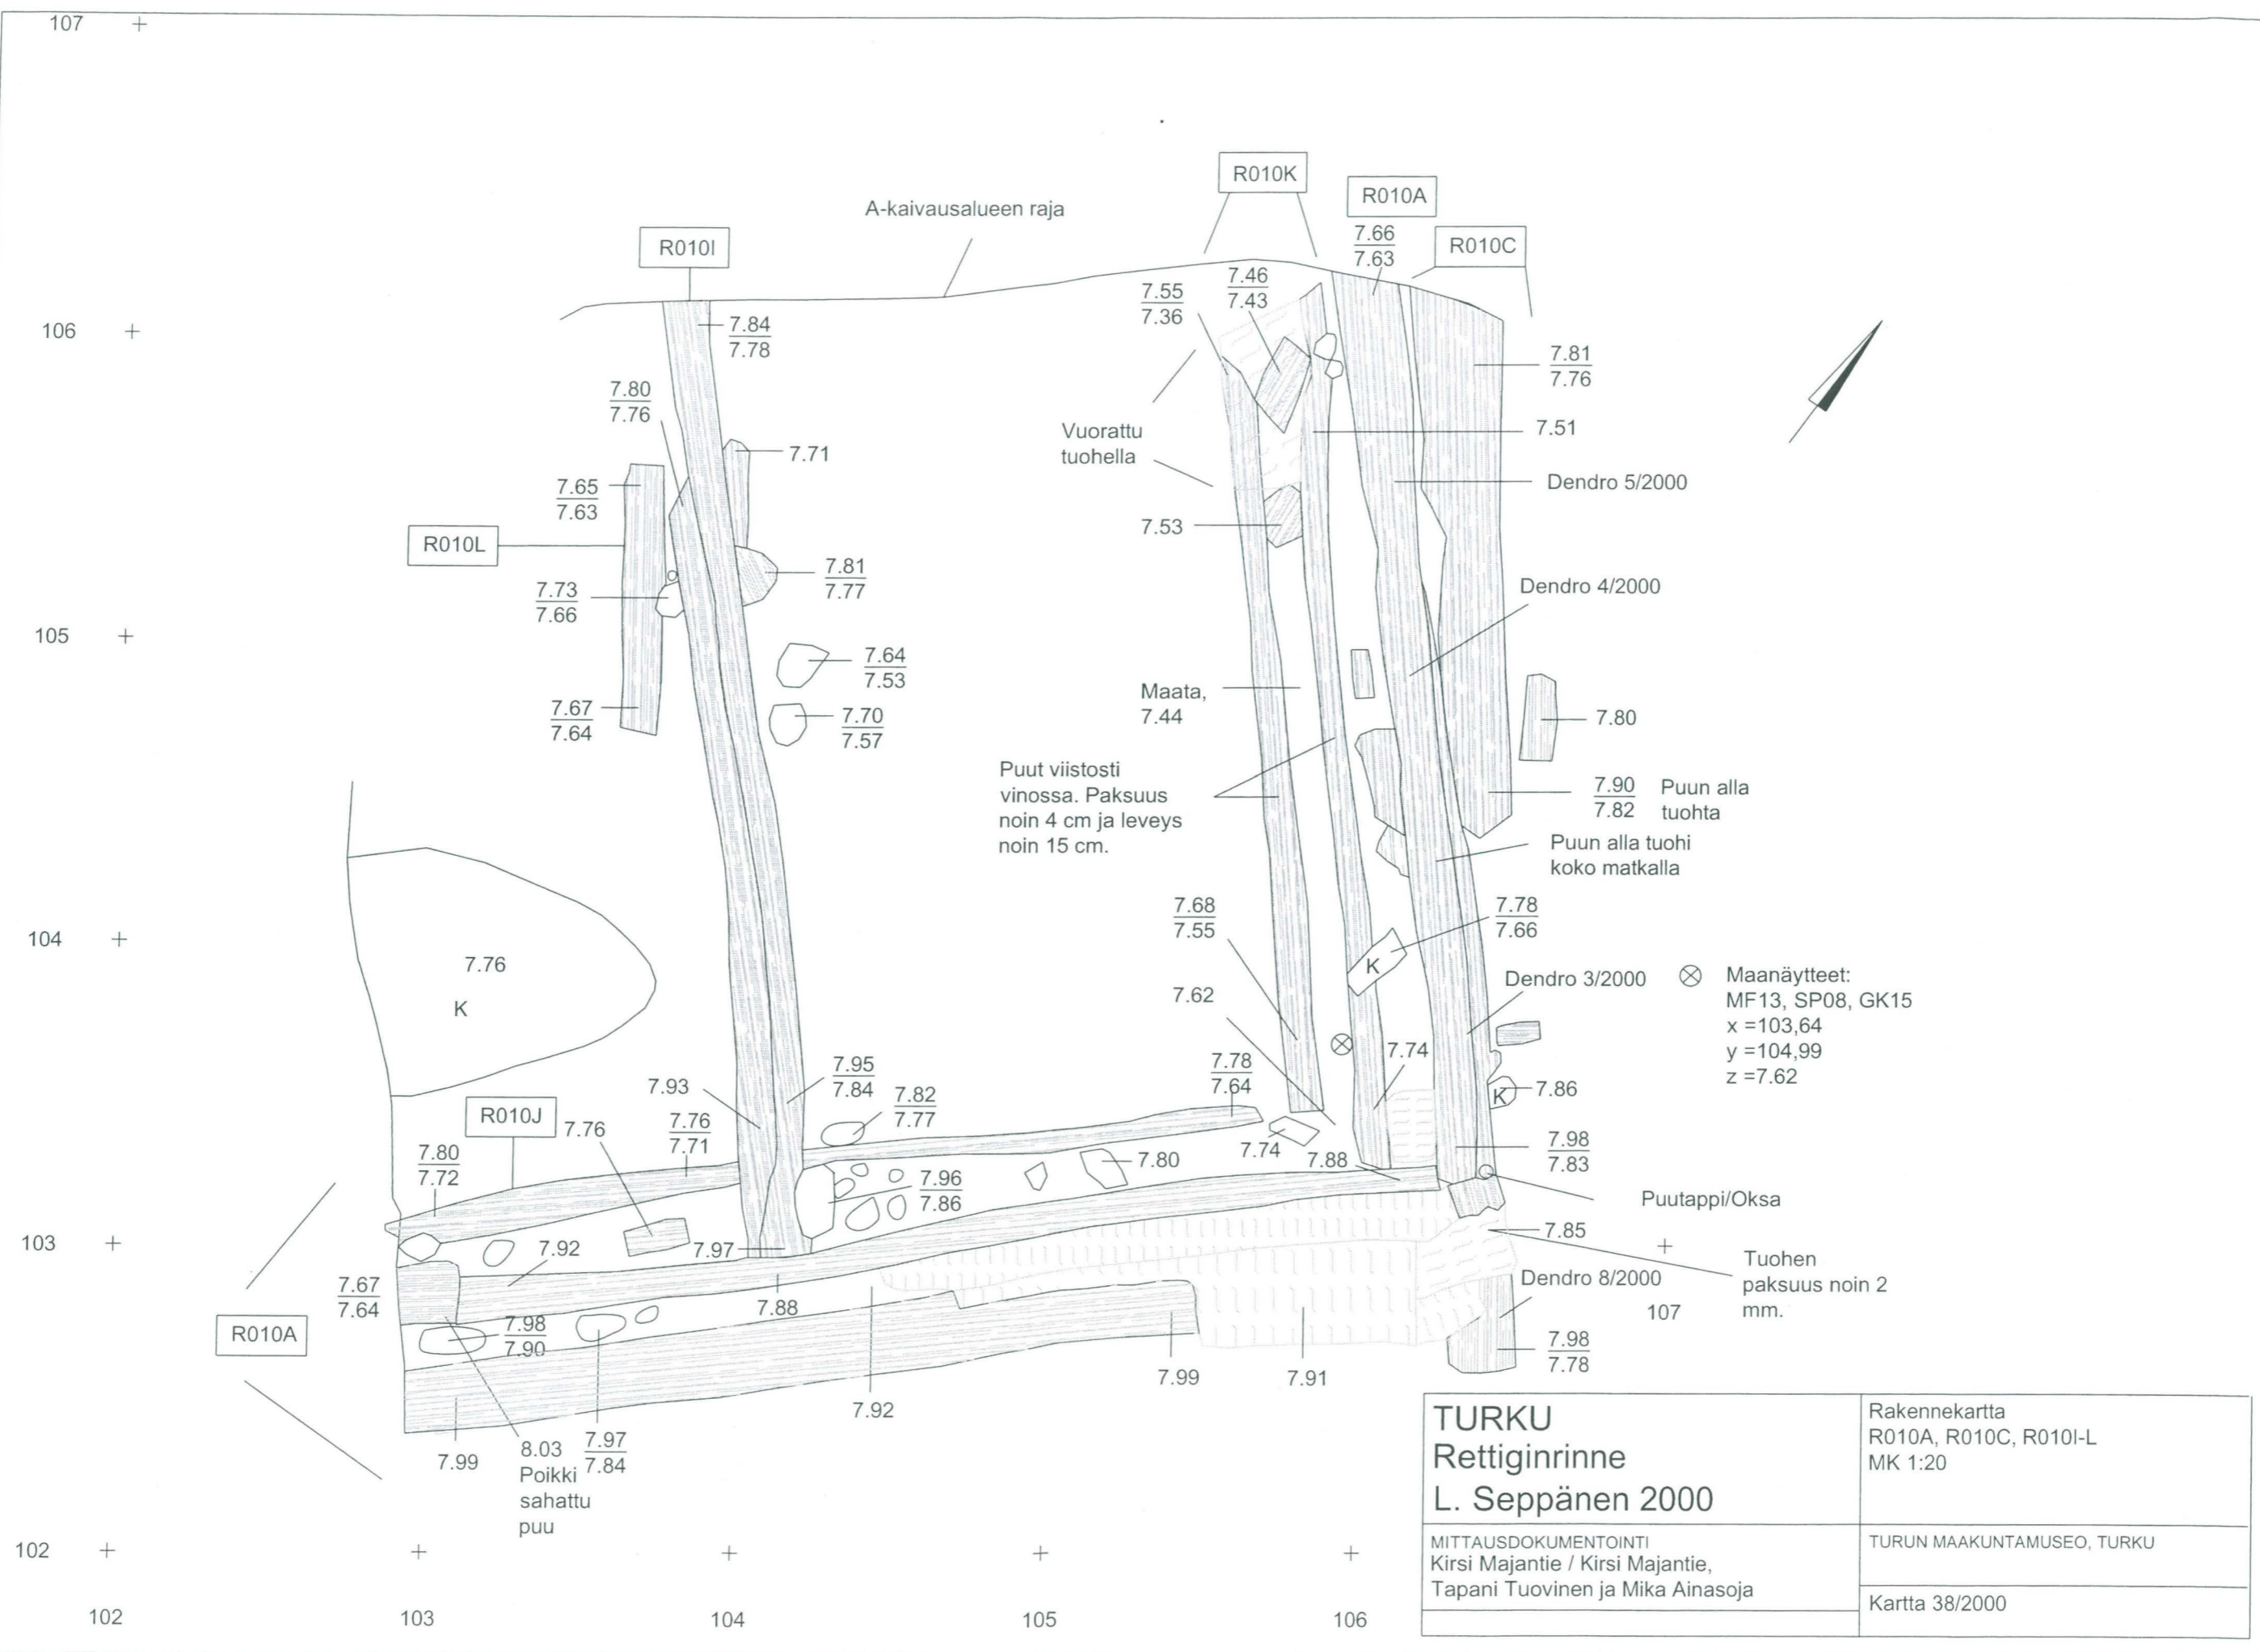 107
R010K
R010A
A-kaivausalueen raja
7.66
7.63
R010I
R010C
7.46
7.43
7.55
7.36
106
7.84
7.78
7.81
7.76
7.80
7.76
7.51
Vuorattu
tuohella
7.71
Dendro 5/2000
7.65
7.63
7.53
R010L
7.81
7.77
7.73
7.66
Dendro 4/2000
105
7.64
7.53
Maata,
7.44
7.67
7.64
7.70
7.57
7.80
Puut viistosti
vinossa. Paksuus
noin 4 cm ja leveys
noin 15 cm.
7.90
7.82
Puun alla
tuohta
Puun alla tuohi
koko matkalla
7.68
7.55
7.78
7.66
104
7.76
K
K
Dendro 3/2000
Maanäytteet:
MF13, SP08, GK15
x =103,64
y =104,99
z =7.62
7.62
K
7.74
7.95
7.84
7.78
7.64
7.93
7.86
7.82
7.77
R010J
7.76
7.76
7.71
7.80
7.72
7.74
7.88
7.98
7.83
7.80
7.96
7.86
Puutappi/Oksa
7.85
103
7.92
7.97
Tuohen
paksuus noin 2
mm.
7.67
7.64
7.88
Dendro 8/2000
107
R010A
7.98
7.90
7.98
7.78
7.99
7.91
7.92
7.99
8.03
Poikki
sahattu
puu
7.97
7.84
102
102
103
104
105
106
TURKU
Rettiginrinne
L. Seppänen 2000
Rakennekartta
R010A, R010C, R010I-L
MK 1:20
MITTAUSDOKUMENTOINTI
Kirsi Majantie / Kirsi Majantie,
Tapani Tuovinen ja Mika Ainasoja
TURUN MAAKUNTAMUSEO, TURKU
Kartta 38/2000